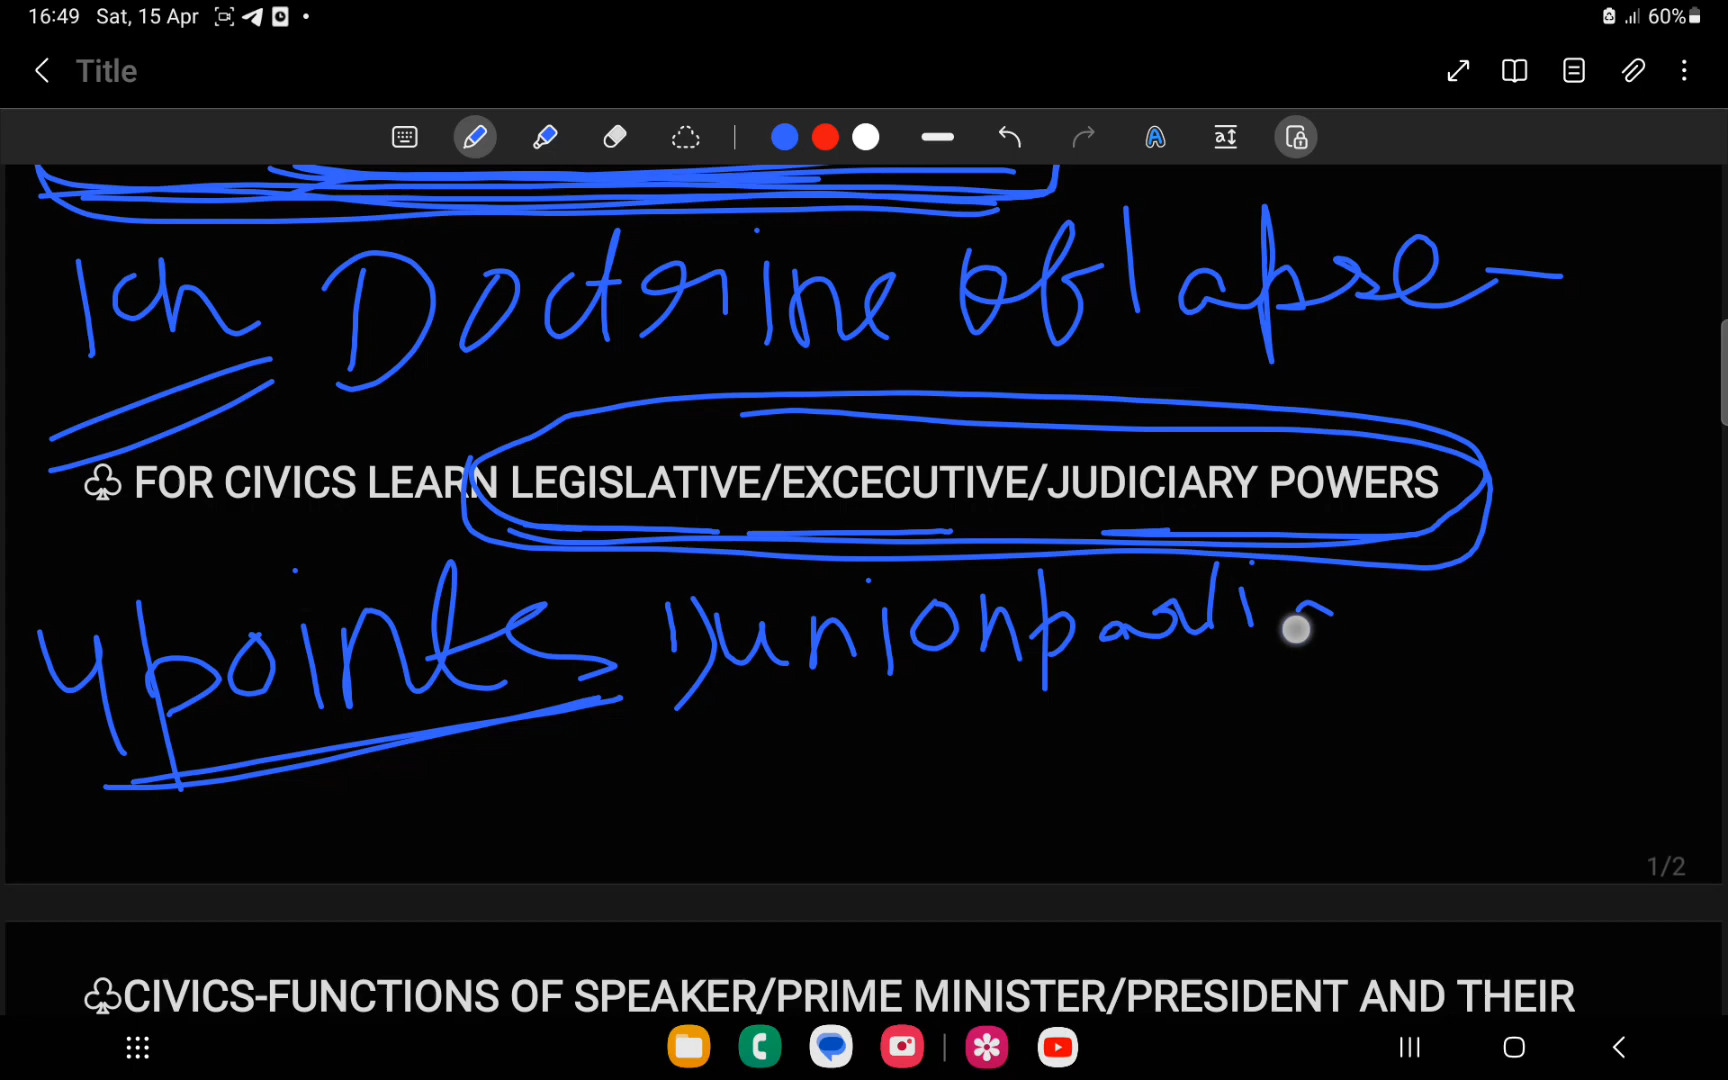 16:49 Sat, 15 Apr 60%
Title
1ch Doctrine of lapse -
♧ FOR CIVICS LEARN LEGISLATIVE/EXCECUTIVE/JUDICIARY POWERS
4points 1) union
1/2
♧CIVICS-FUNCTIONS OF SPEAKER/PRIME MINISTER/PRESIDENT AND THEIR